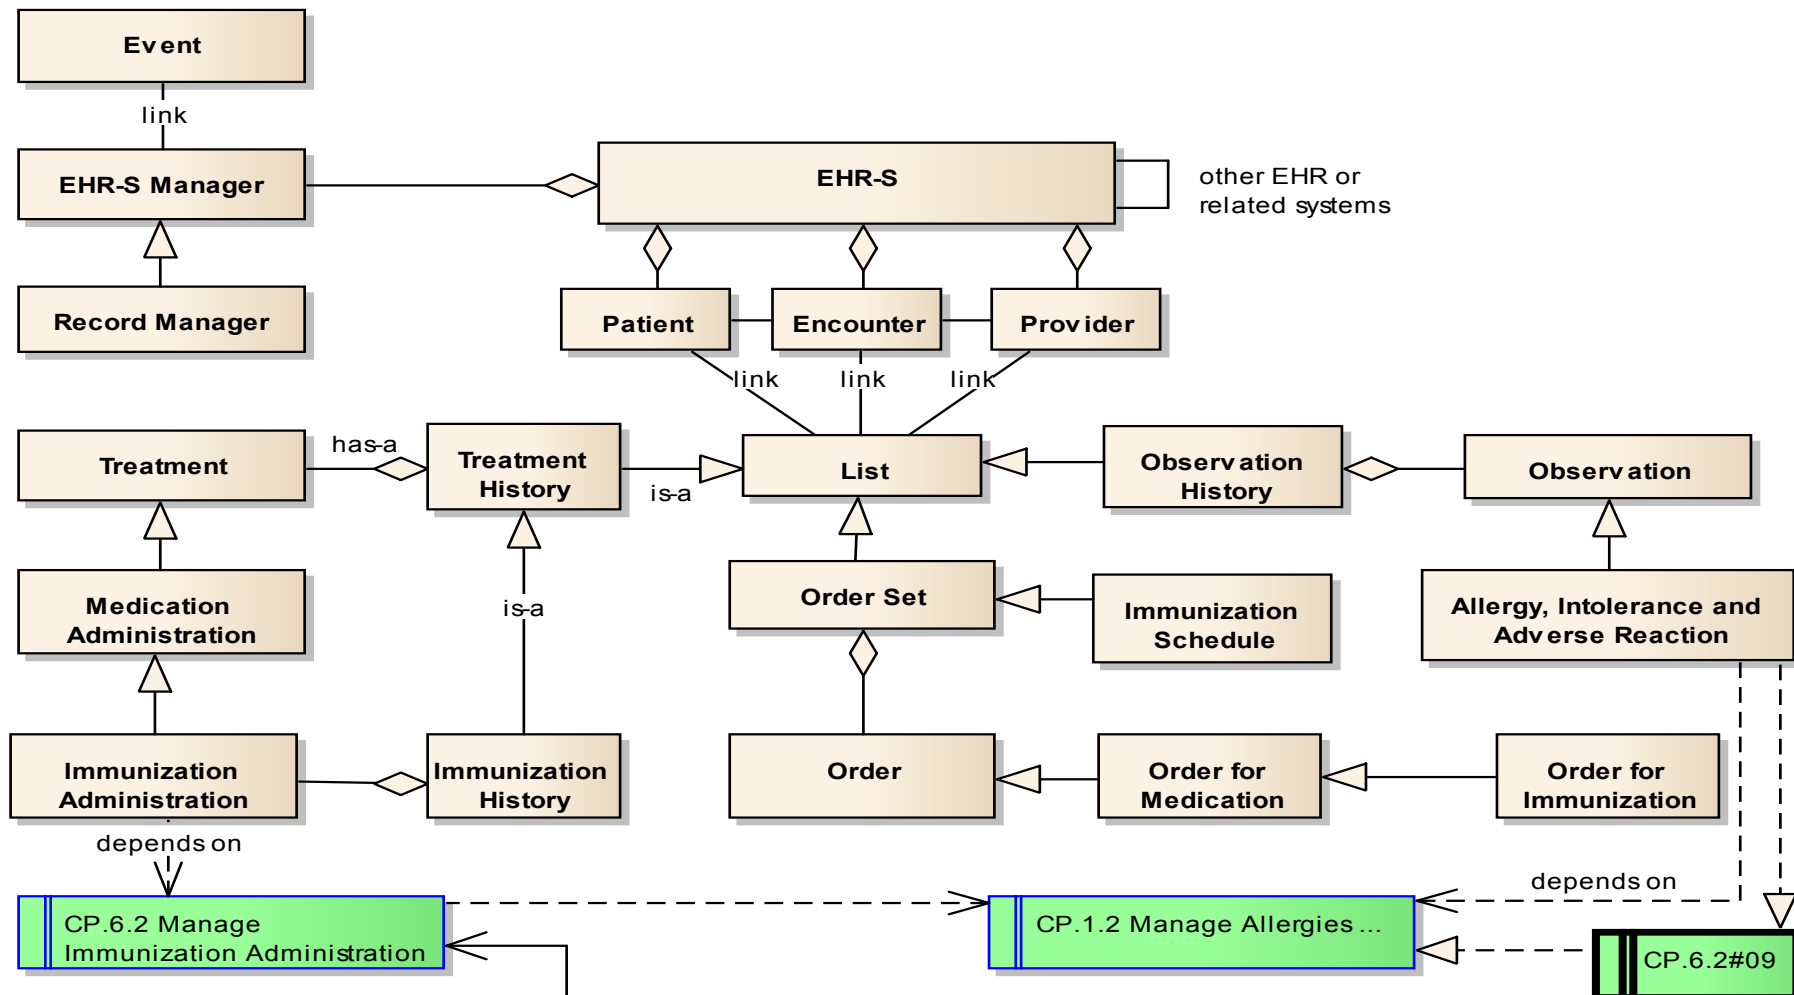 Event
link
EHR-S Manager
EHR-S
other EHR or
related systems
Record Manager
Patient
Encounter
Provider
link
link
link
Treatment
has-a
Treatment
History
is-a
List
Observation
History
Observation
Medication
Administration
is-a
Order Set
Immunization
Schedule
Allergy, Intolerance and
Adverse Reaction
Immunization
Administration
Immunization
History
Order
Order for
Medication
Order for
Immunization
depends on
depends on
CP.6.2 Manage
Immunization Administration
CP.1.2 Manage Allergies ...
CP.6.2#09